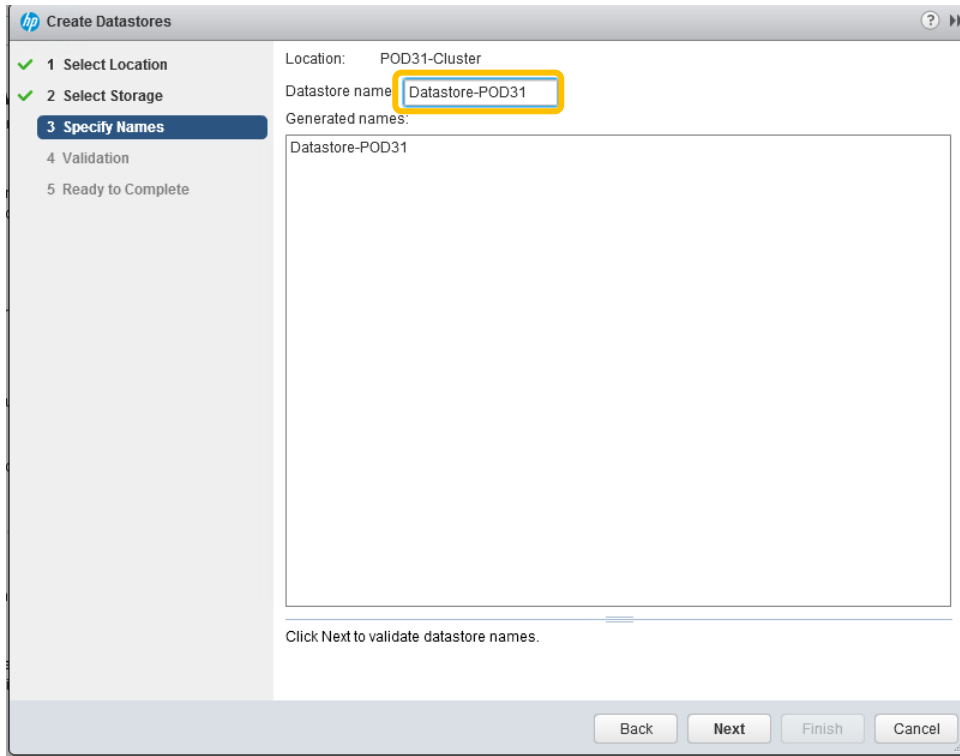 hp Create Datastores ?
1 Select Location
2 Select Storage
3 Specify Names
4 Validation
5 Ready to Complete
Location: POD31-Cluster
Datastore name Datastore-POD31
Generated names:
Datastore-POD31
Click Next to validate datastore names.
Back Next Finish Cancel